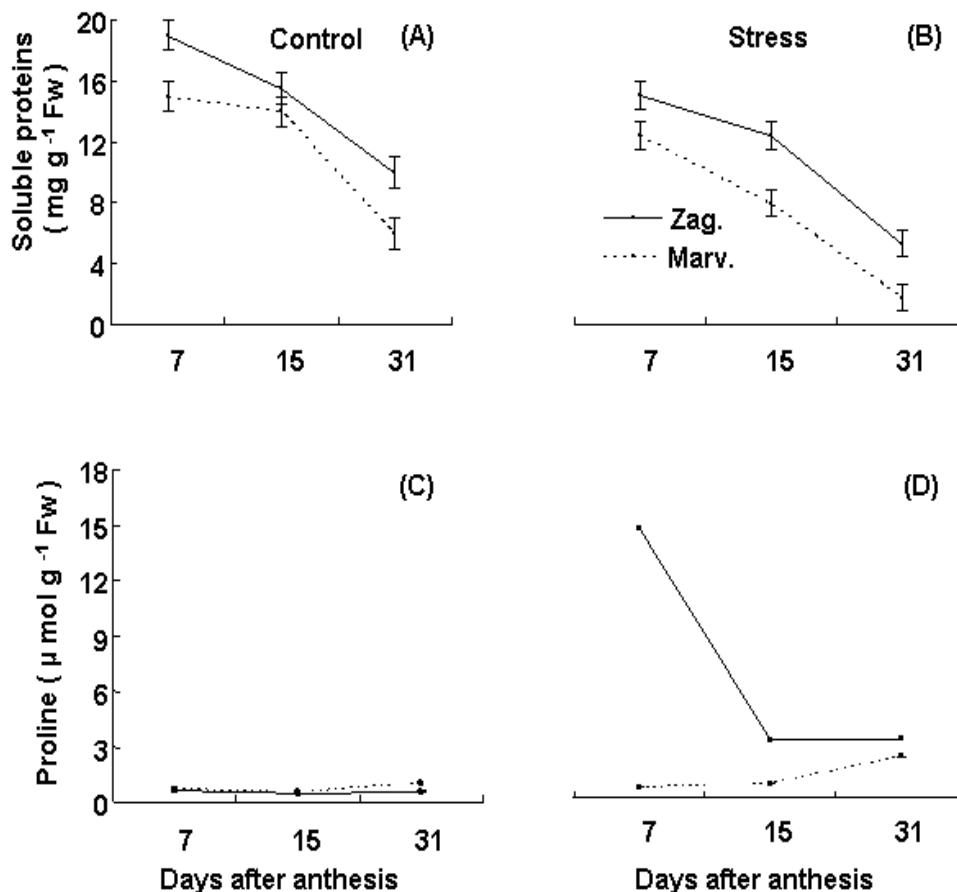 Control (A)
Stress (B)
Soluble proteins
( mg g -1 Fw )
20
16
12
8
4
0
7 15 31
7 15 31
Zag.
Marv.
(C)
(D)
Proline ( µ mol g -1 Fw )
18
15
12
9
6
3
0
7 15 31
7 15 31
Days after anthesis
Days after anthesis